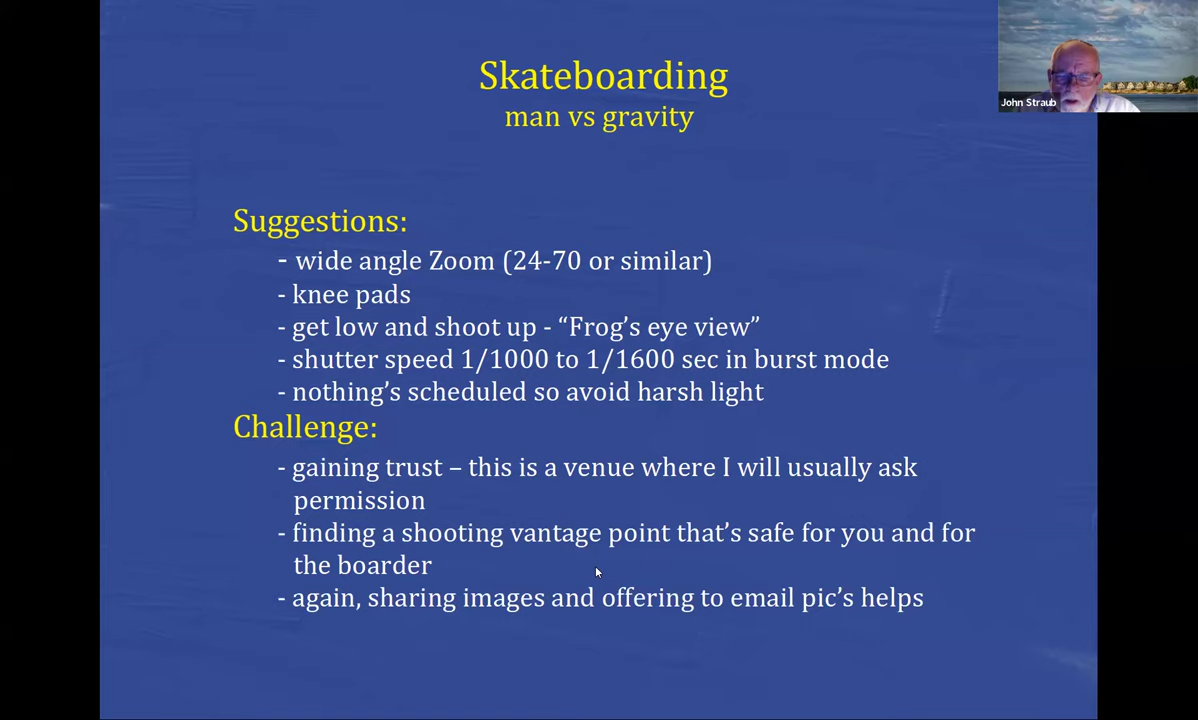 Skateboarding
man vs gravity
John Straub
Suggestions:
- wide angle Zoom (24-70 or similar)
- knee pads
- get low and shoot up - “Frog’s eye view”
- shutter speed 1/1000 to 1/1600 sec in burst mode
- nothing’s scheduled so avoid harsh light
Challenge:
- gaining trust – this is a venue where I will usually ask
permission
- finding a shooting vantage point that’s safe for you and for
the boarder
- again, sharing images and offering to email pic’s helps